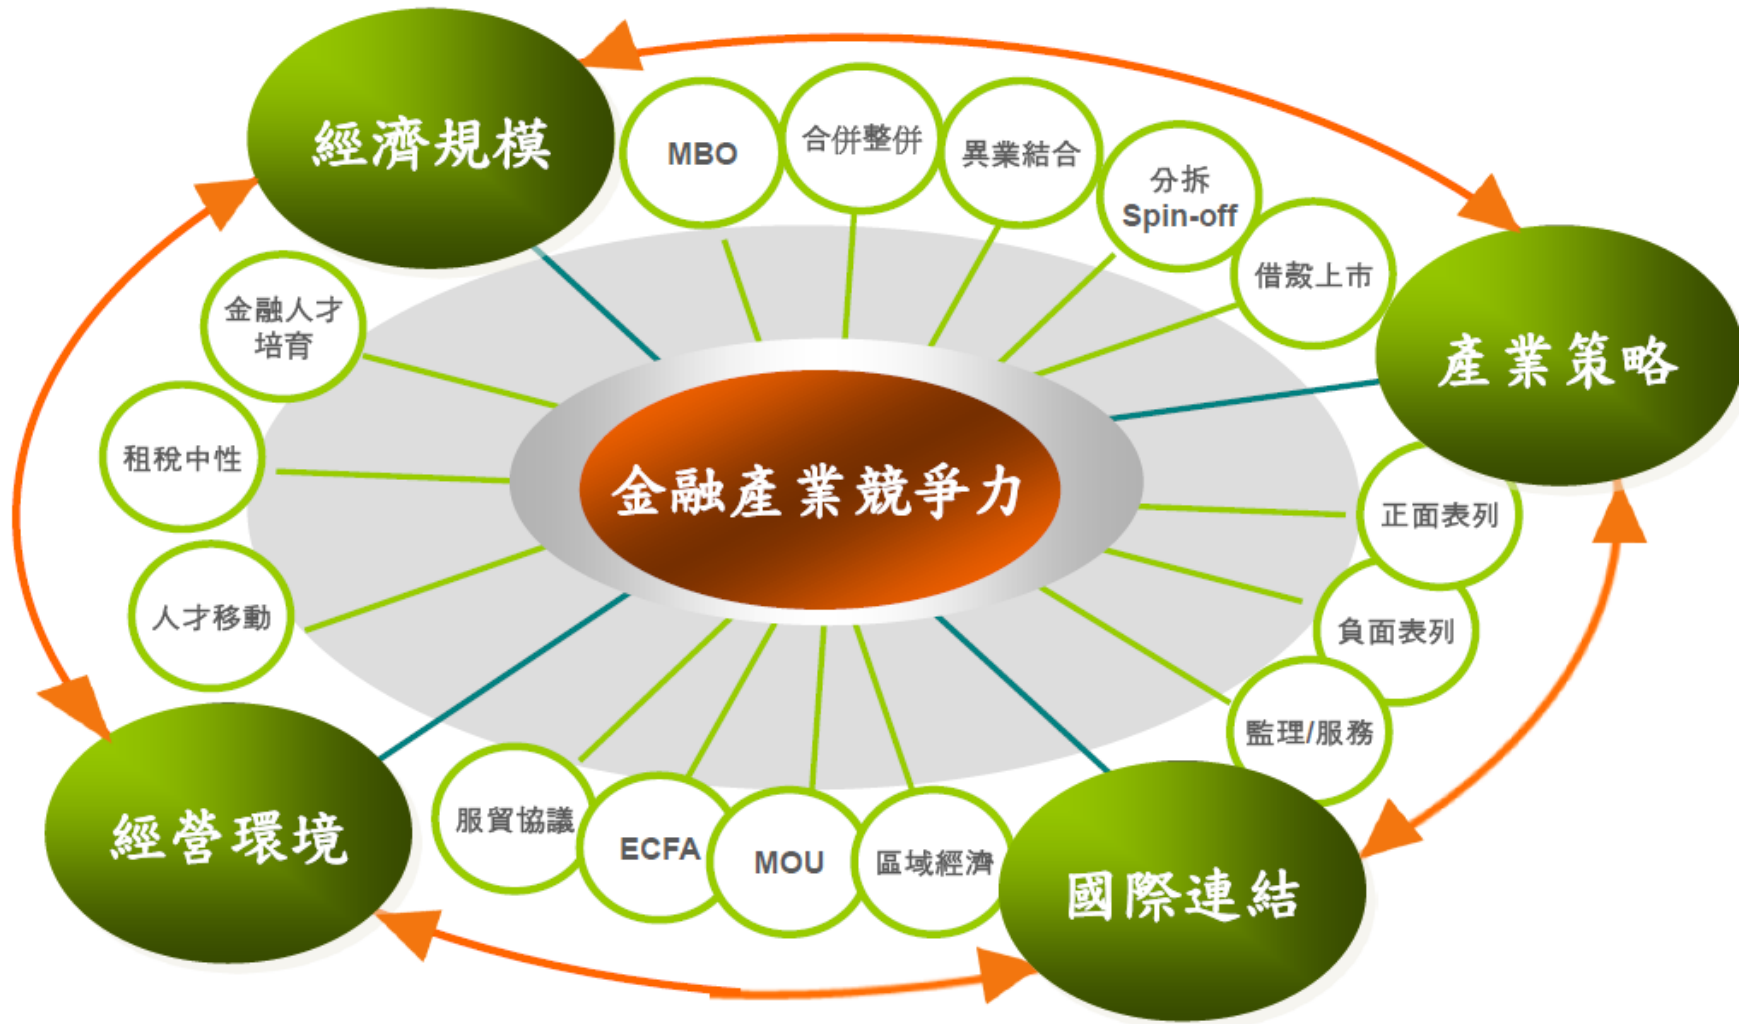 經濟規模
MBO
合併整併
異業結合
分拆
Spin-off
借殼上市
產業策略
金融人才
培育
租稅中性
人才移動
金融產業競爭力
正面表列
負面表列
監理/服務
經營環境
服貿協議
ECFA
MOU
區域經濟
國際連結